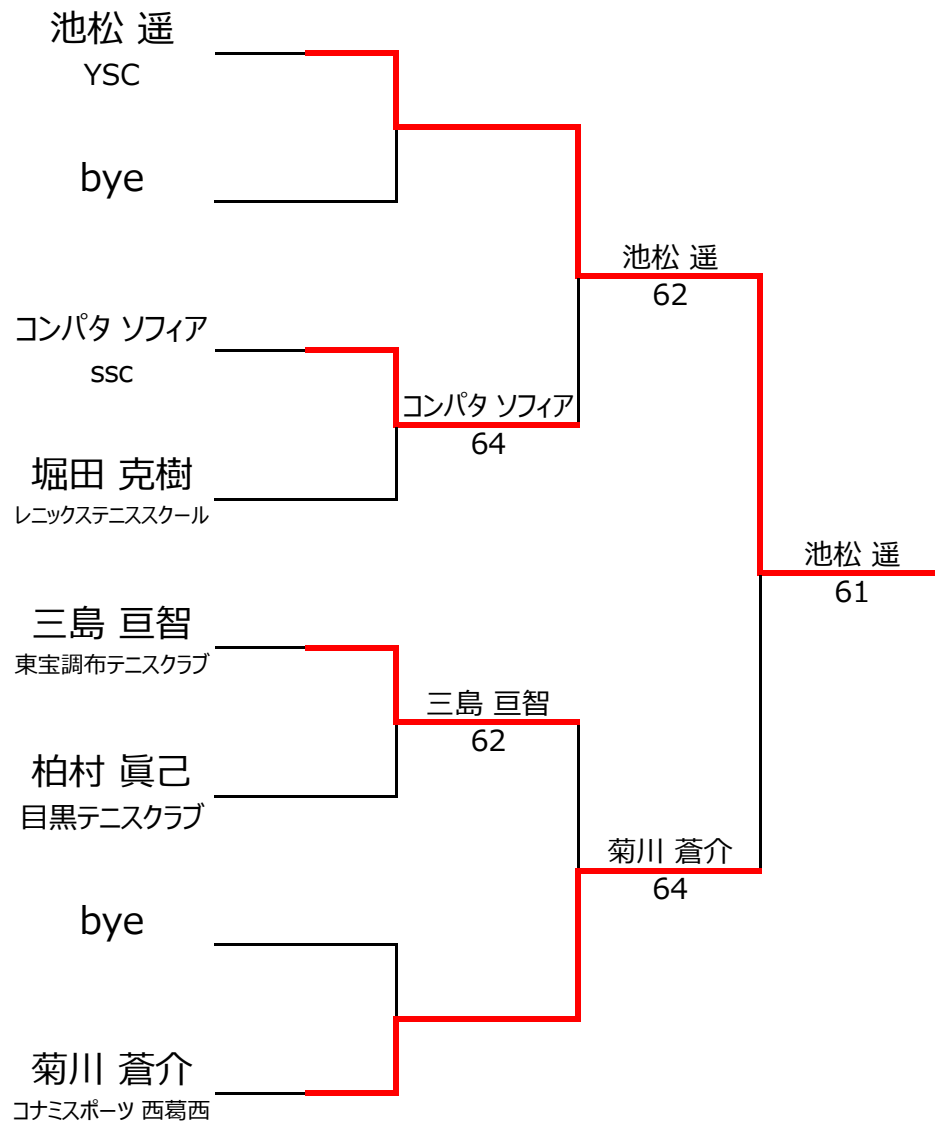 池松 遥
YSC
bye
池松 遥
62
コンパタ ソフィア
ssc
コンパタ ソフィア
64
堀田 克樹
レニックステニススクール
池松 遥
61
三島 亘智
東宝調布テニスクラブ
三島 亘智
62
柏村 眞己
目黒テニスクラブ
菊川 蒼介
64
bye
菊川 蒼介
コナミスポーツ 西葛西